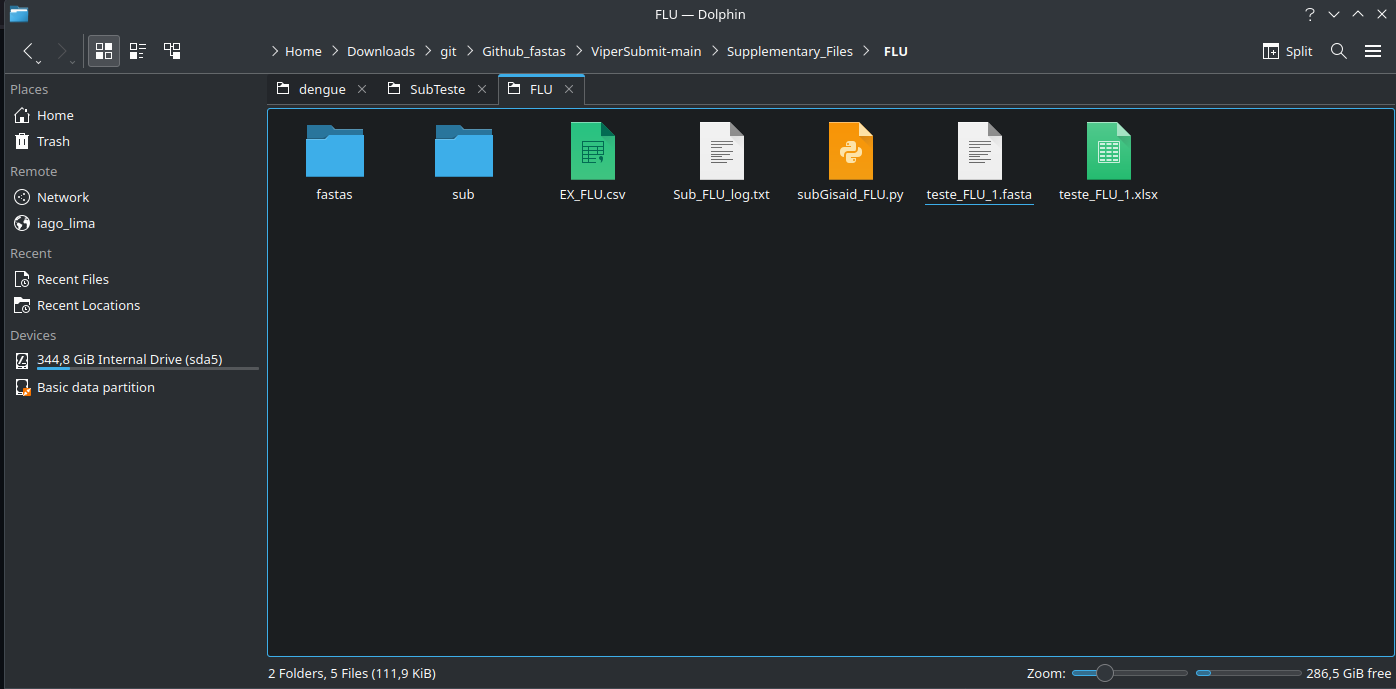 FLU — Dolphin
?
Home Downloads git Github_fastas ViperSubmit-main Supplementary_Files FLU
Split
Places
Home
Trash
Remote
Network
iago_lima
Recent
Recent Files
Recent Locations
Devices
344,8 GiB Internal Drive (sda5)
Basic data partition
dengue SubTeste FLU
fastas sub EX_FLU.csv Sub_FLU_log.txt subGisaid_FLU.py teste_FLU_1.fasta teste_FLU_1.xlsx
2 Folders, 5 Files (111,9 KiB)
Zoom: 286,5 GiB free